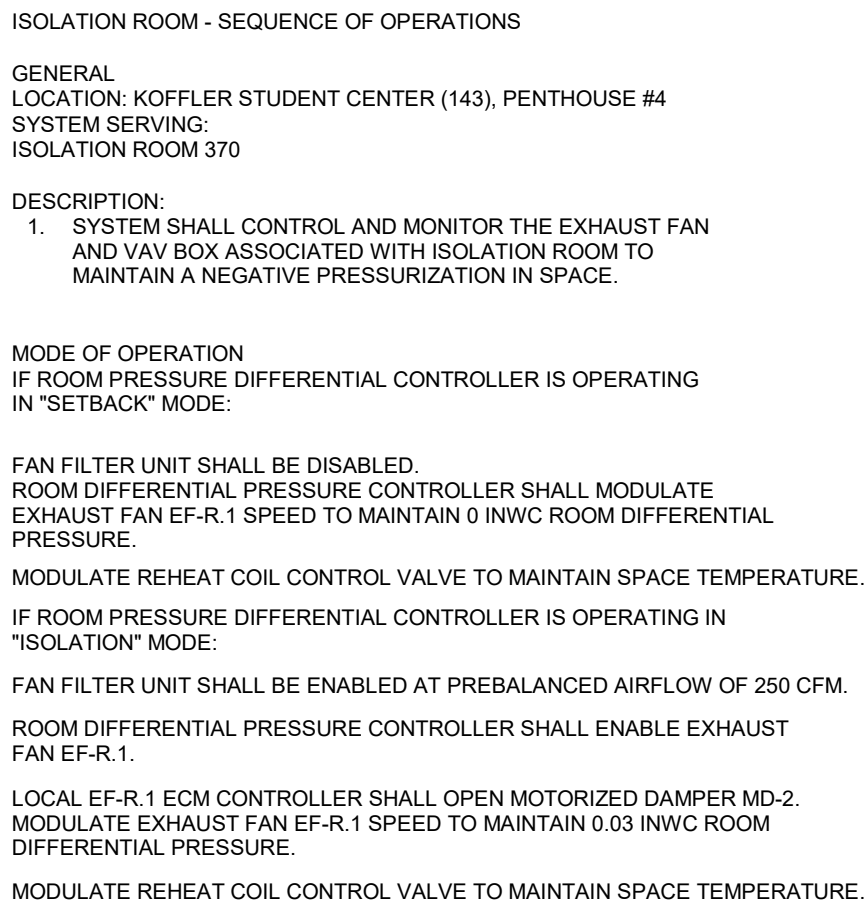 ISOLATION ROOM - SEQUENCE OF OPERATIONS
GENERAL
LOCATION: KOFFLER STUDENT CENTER (143), PENTHOUSE #4
SYSTEM SERVING:
ISOLATION ROOM 370
DESCRIPTION:
1. SYSTEM SHALL CONTROL AND MONITOR THE EXHAUST FAN
AND VAV BOX ASSOCIATED WITH ISOLATION ROOM TO
MAINTAIN A NEGATIVE PRESSURIZATION IN SPACE.
MODE OF OPERATION
IF ROOM PRESSURE DIFFERENTIAL CONTROLLER IS OPERATING
IN "SETBACK" MODE:
FAN FILTER UNIT SHALL BE DISABLED.
ROOM DIFFERENTIAL PRESSURE CONTROLLER SHALL MODULATE
EXHAUST FAN EF-R.1 SPEED TO MAINTAIN 0 INWC ROOM DIFFERENTIAL
PRESSURE.
MODULATE REHEAT COIL CONTROL VALVE TO MAINTAIN SPACE TEMPERATURE.
IF ROOM PRESSURE DIFFERENTIAL CONTROLLER IS OPERATING IN
"ISOLATION" MODE:
FAN FILTER UNIT SHALL BE ENABLED AT PREBALANCED AIRFLOW OF 250 CFM.
ROOM DIFFERENTIAL PRESSURE CONTROLLER SHALL ENABLE EXHAUST
FAN EF-R.1.
LOCAL EF-R.1 ECM CONTROLLER SHALL OPEN MOTORIZED DAMPER MD-2.
MODULATE EXHAUST FAN EF-R.1 SPEED TO MAINTAIN 0.03 INWC ROOM
DIFFERENTIAL PRESSURE.
MODULATE REHEAT COIL CONTROL VALVE TO MAINTAIN SPACE TEMPERATURE.